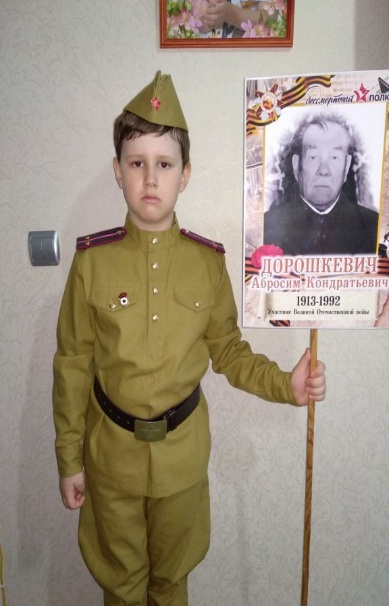 бессмертный полк
ДОРОШКЕВИЧ
Абросим Кондратьевич
1913-1992
Участник Великой Отечественной войны